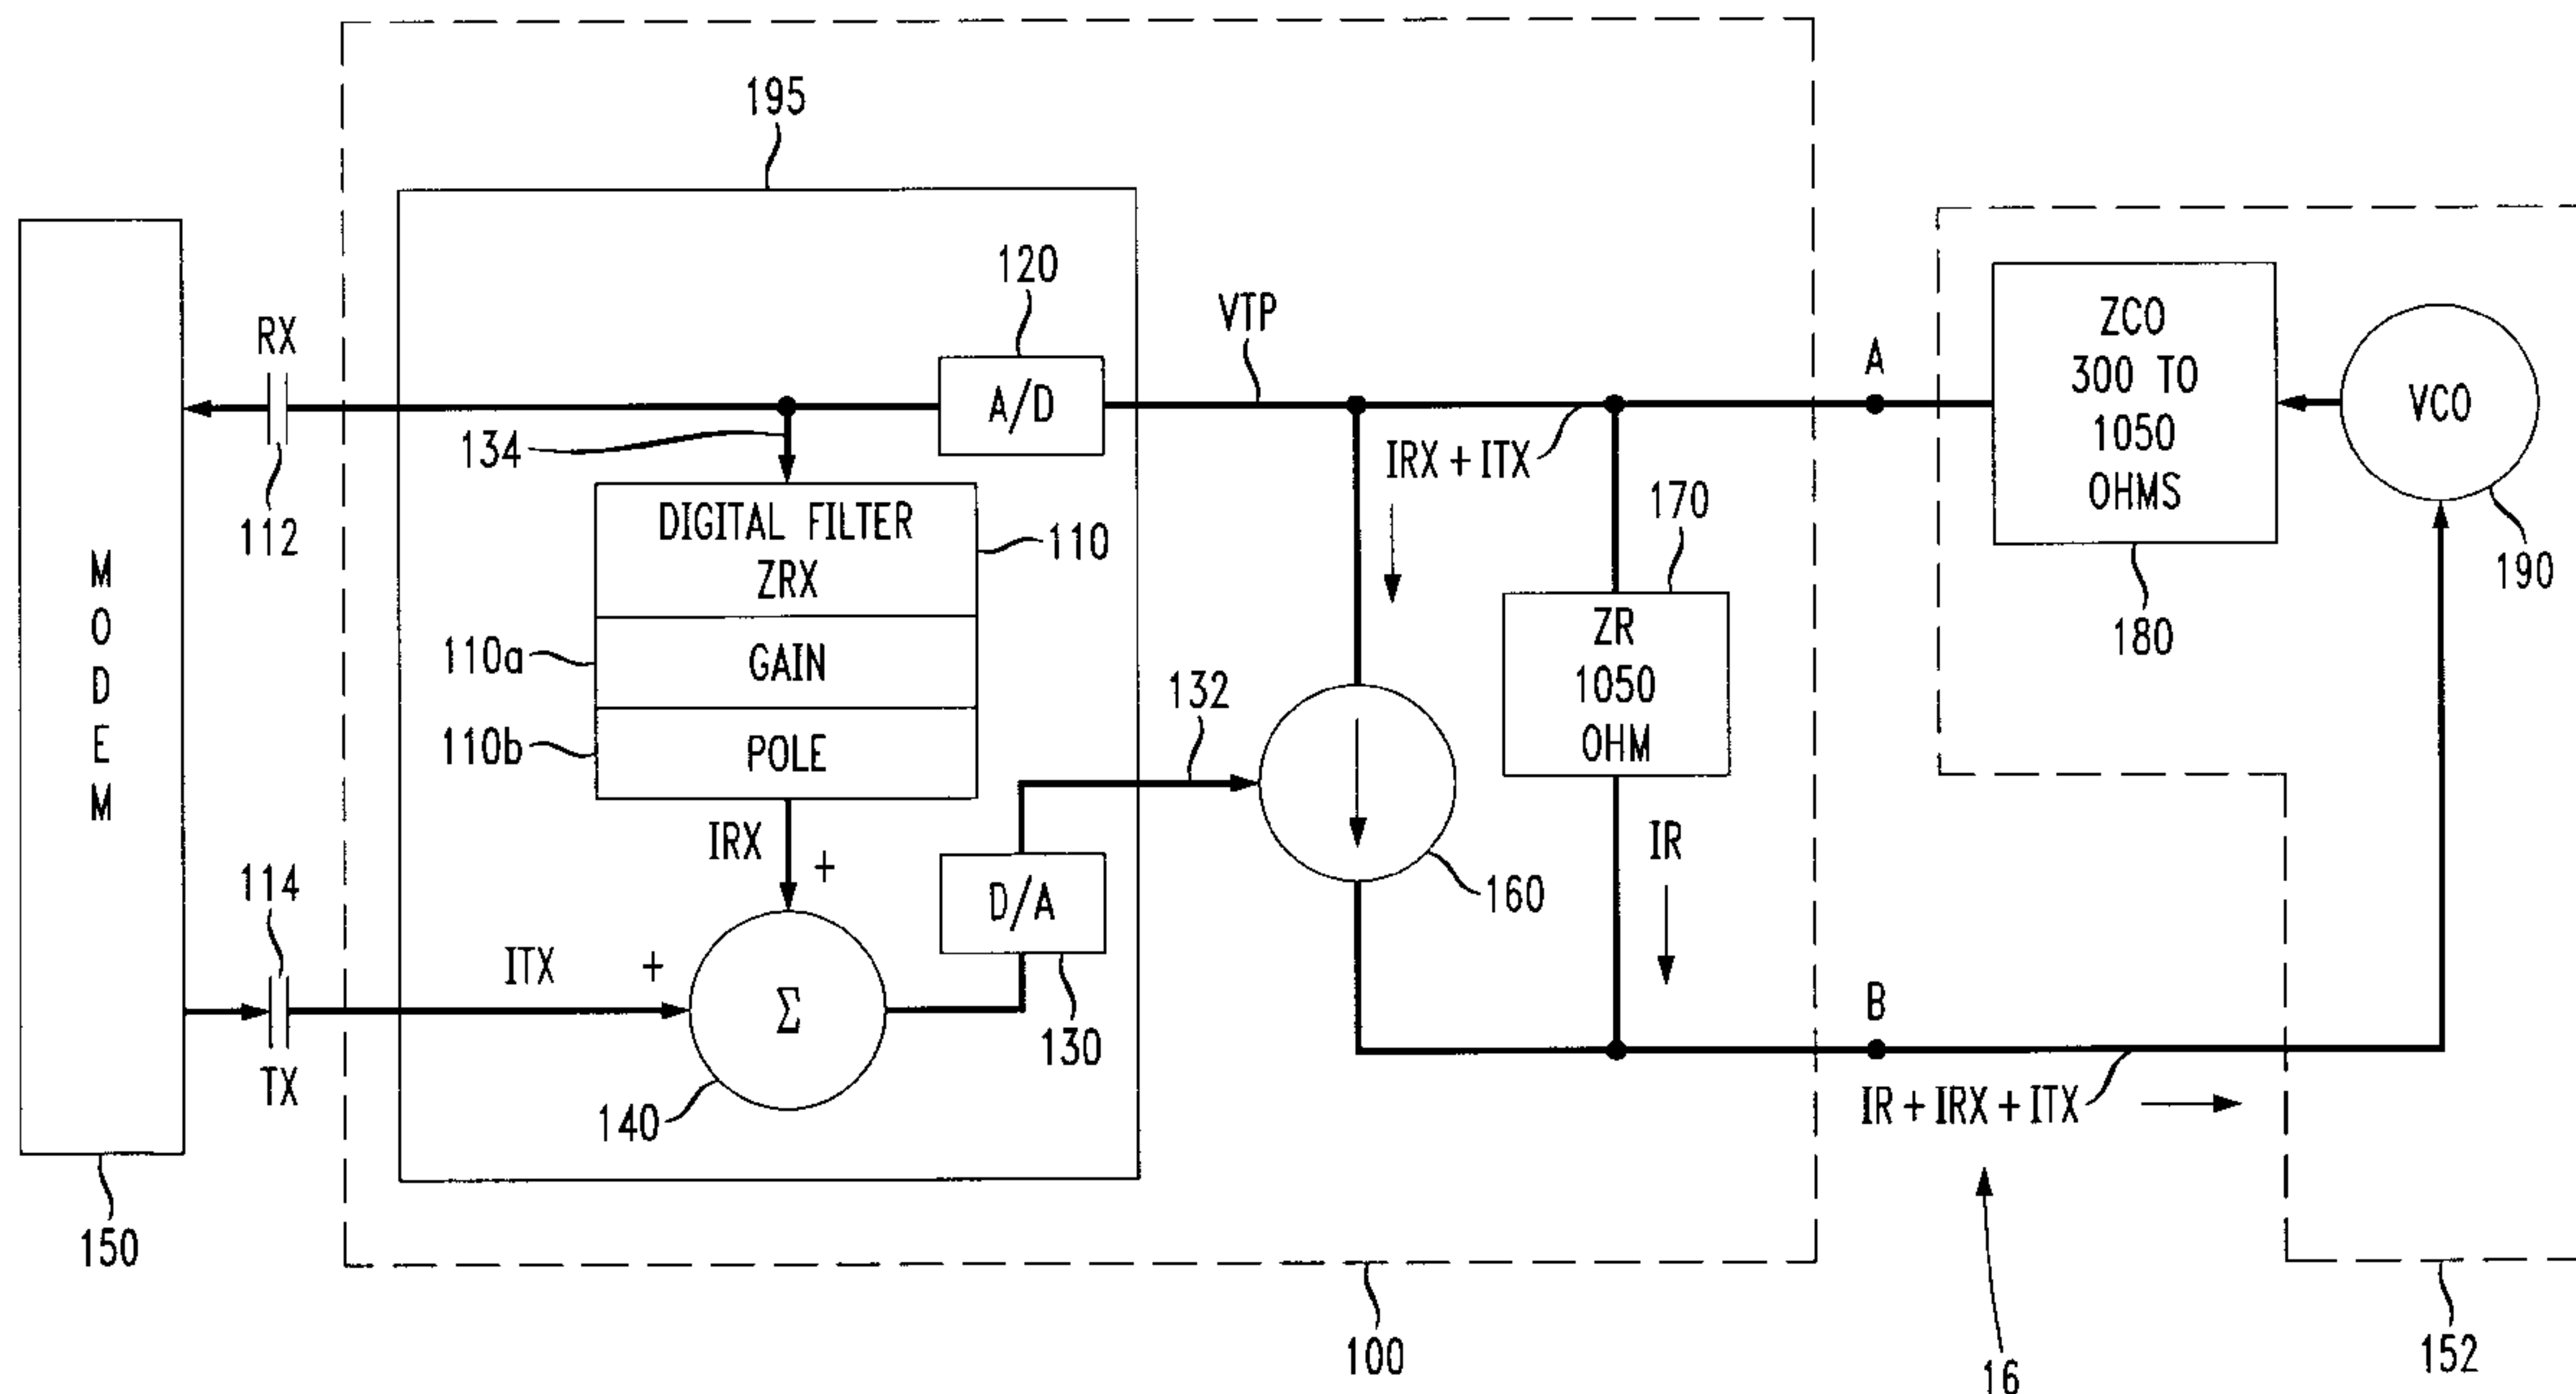 195
120
VTP
A
ZCO
300 TO
1050
OHMS
VCO
RX
A/D
134
112
IRX + ITX
170
190
DIGITAL FILTER
ZRX
110
ZR
1050
OHM
180
MODEM
110a
GAIN
132
110b
POLE
IRX
+
IR
114
D/A
160
ITX
+
Σ
B
TX
130
140
IR + IRX + ITX
150
100
16
152